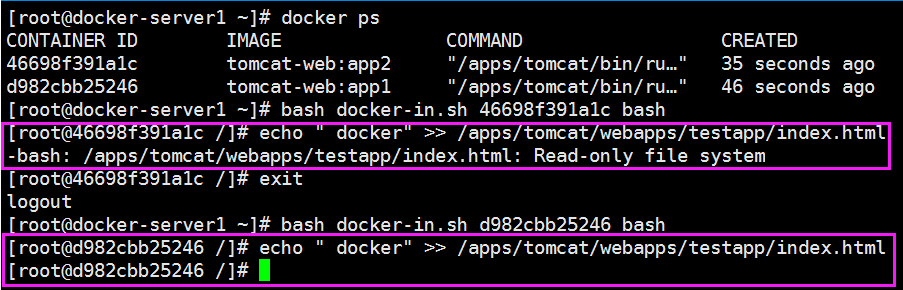 [root@docker-server1 ~]# docker ps
CONTAINER ID IMAGE COMMAND CREATED
46698f391a1c tomcat-web:app2 "/apps/tomcat/bin/ru…" 35 seconds ago
d982cbb25246 tomcat-web:app1 "/apps/tomcat/bin/ru…" 46 seconds ago
[root@docker-server1 ~]# bash docker-in.sh 46698f391a1c bash
[root@46698f391a1c /]# echo " docker" >> /apps/tomcat/webapps/testapp/index.html
-bash: /apps/tomcat/webapps/testapp/index.html: Read-only file system
[root@46698f391a1c /]# exit
logout
[root@docker-server1 ~]# bash docker-in.sh d982cbb25246 bash
[root@d982cbb25246 /]# echo " docker" >> /apps/tomcat/webapps/testapp/index.html
[root@d982cbb25246 /]#